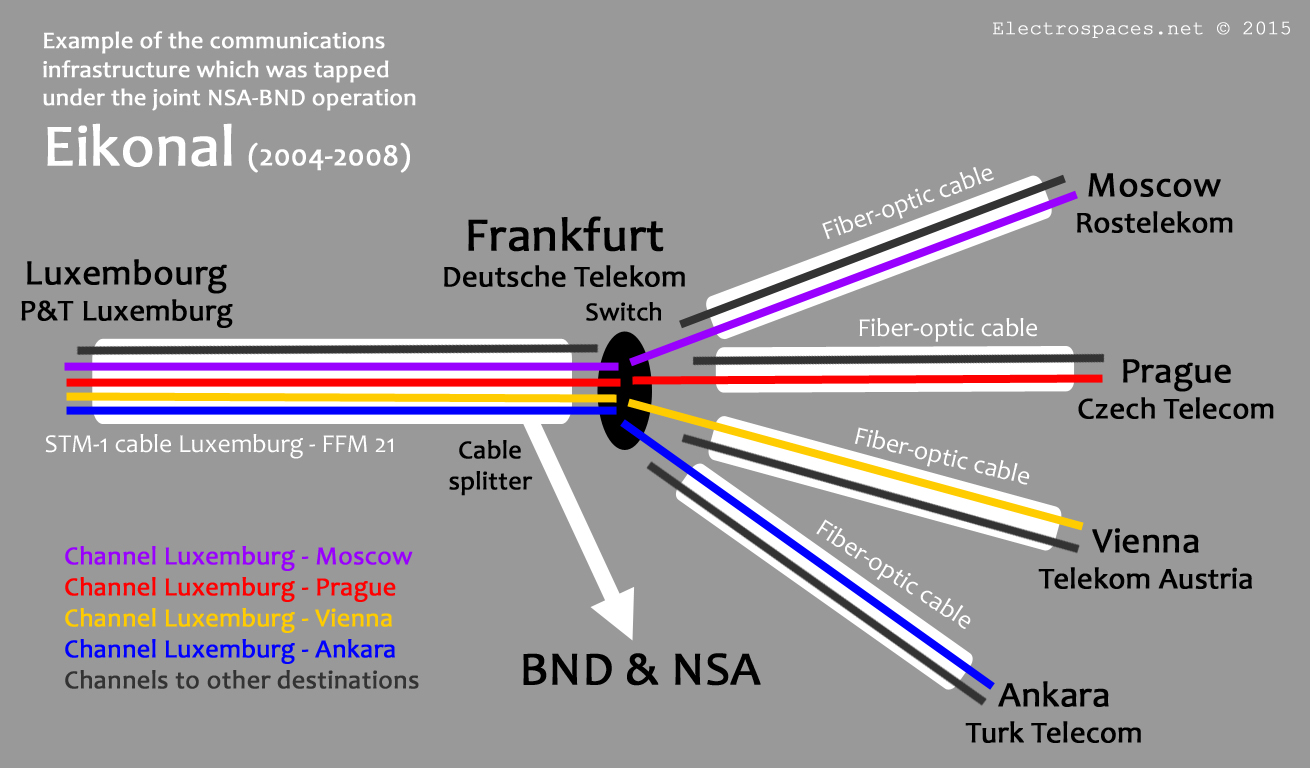 Electrospaces.net © 2015
Example of the communications
infrastructure which was tapped
under the joint NSA-BND operation
Eikonal (2004-2008)
Luxembourg
P&T Luxemburg
Frankfurt
Deutsche Telekom
Switch
Fiber-optic cable
Moscow
Rostelekom
Fiber-optic cable
Prague
Czech Telecom
STM-1 cable Luxemburg - FFM 21
Cable
splitter
Fiber-optic cable
Vienna
Telekom Austria
Fiber-optic cable
Ankara
Turk Telecom
Channel Luxemburg - Moscow
Channel Luxemburg - Prague
Channel Luxemburg - Vienna
Channel Luxemburg - Ankara
Channels to other destinations
BND & NSA